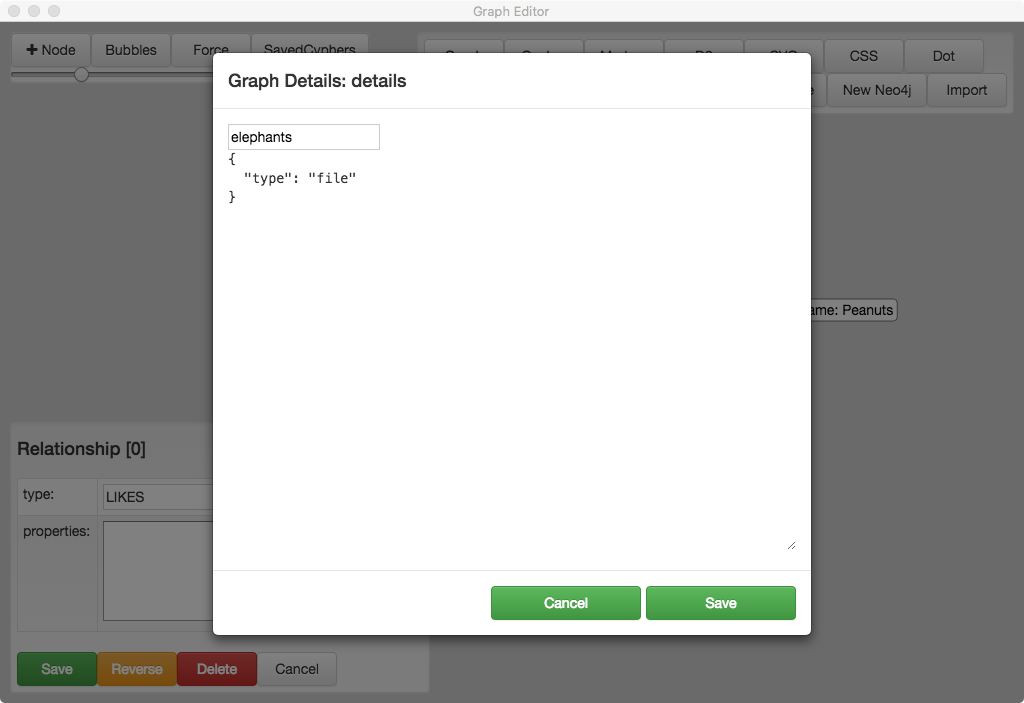 Graph Editor
+ Node
Bubbles
Force
SavedCyphers
CSS
Dot
New Neo4j
Import
Graph Details: details
elephants
{
"type": "file"
}
Peanuts
Relationship [0]
type:
LIKES
properties:
Cancel
Save
Save
Reverse
Delete
Cancel